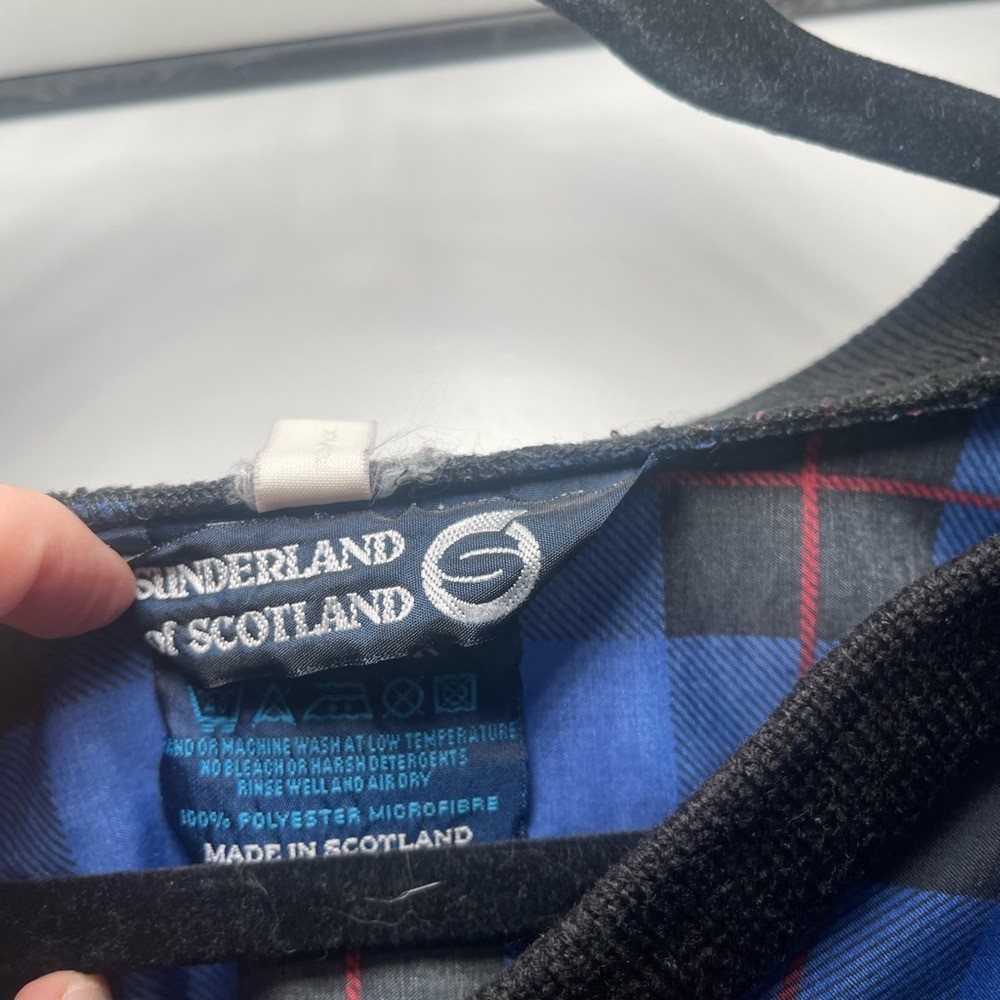 SUNDERLAND
of SCOTLAND
AND OR MACHINE WASH AT LOW TEMPERATURE
NO BLEACH OR HARSH DETERGENTS
RINSE WELL AND AIR DRY
100% POLYESTER MICROFIBRE
MADE IN SCOTLAND